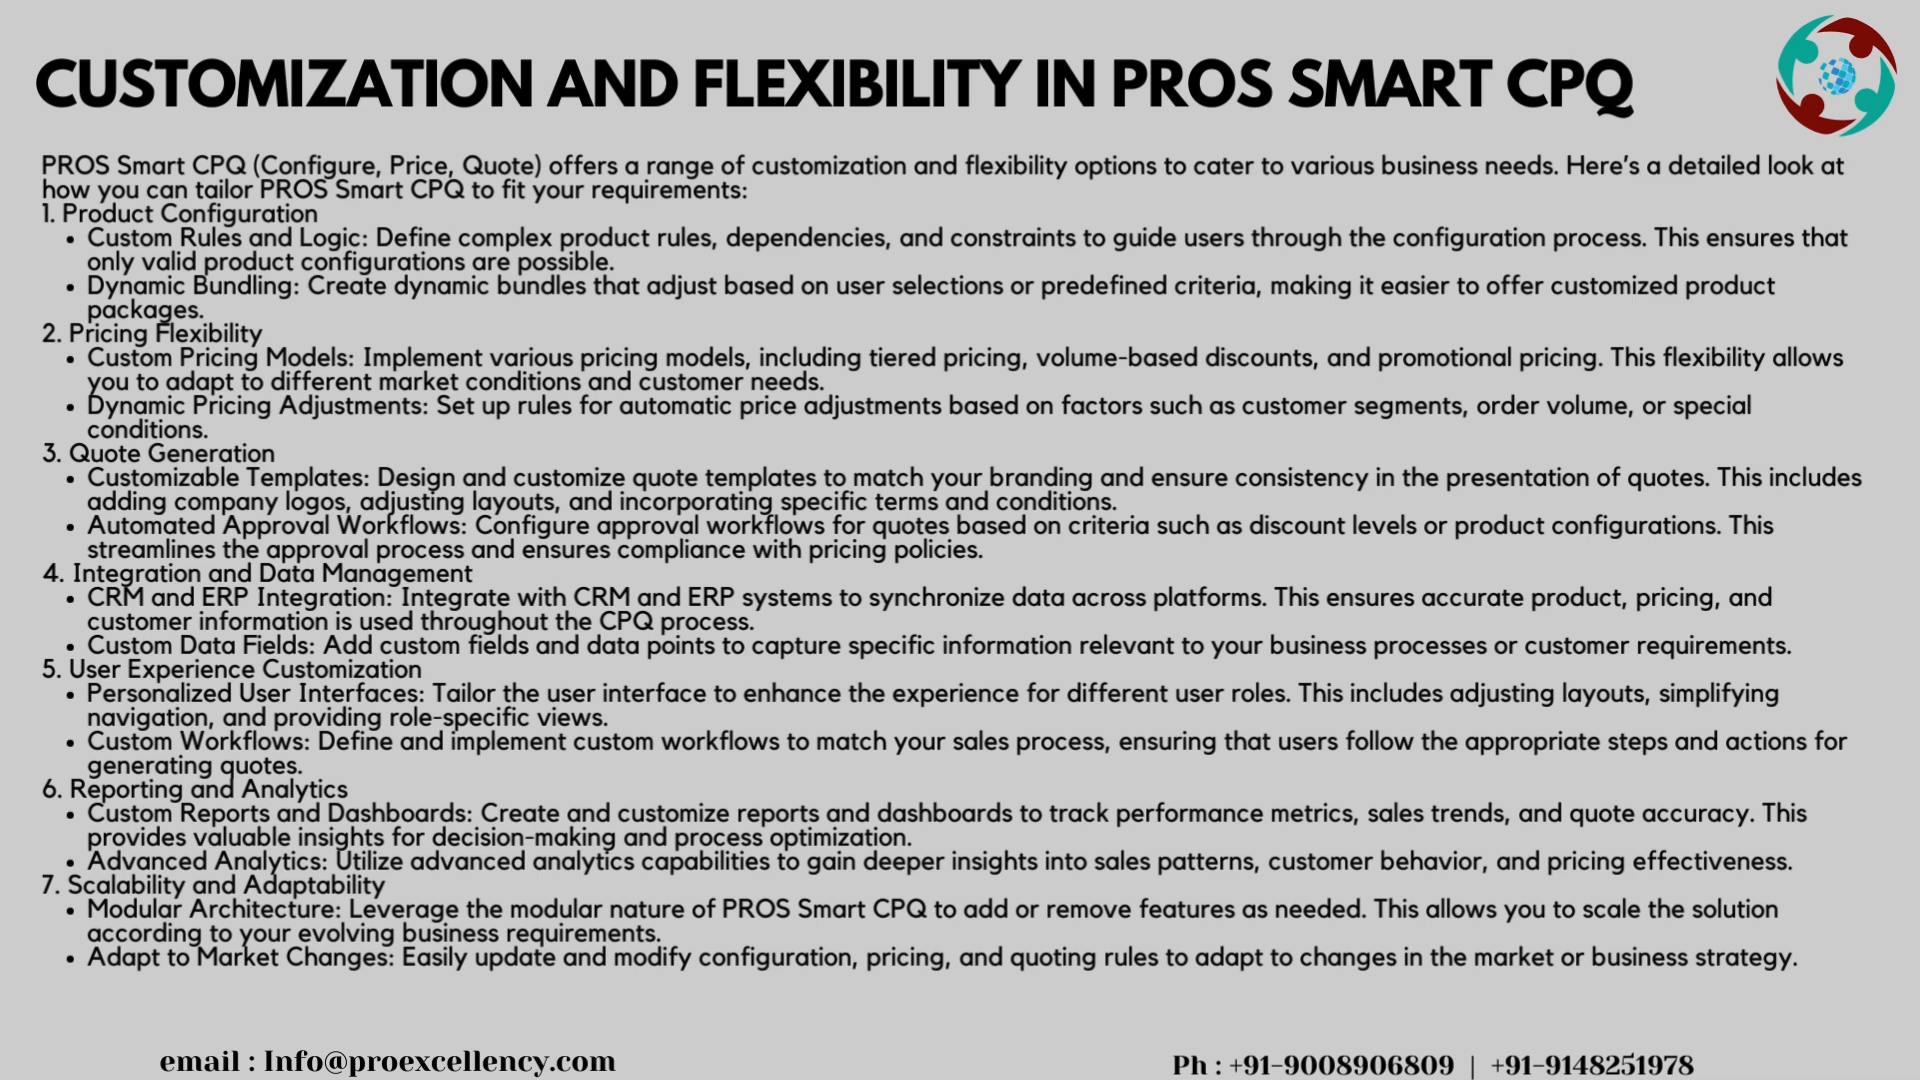 CUSTOMIZATION AND FLEXIBILITY IN PROS SMART CPQ
PROS Smart CPQ (Configure, Price, Quote) offers a range of customization and flexibility options to cater to various business needs. Here's a detailed look at
how you can tailor PROS Smart CPQ to fit your requirements:
1. Product Configuration
• Custom Rules and Logic: Define complex product rules, dependencies, and constraints to guide users through the configuration process. This ensures that
only valid product configurations are possible.
• Dynamic Bundling: Create dynamic bundles that adjust based on user selections or predefined criteria, making it easier to offer customized product
packages.
2. Pricing Flexibility
• Custom Pricing Models: Implement various pricing models, including tiered pricing, volume-based discounts, and promotional pricing. This flexibility allows
you to adapt to different market conditions and customer needs.
• Dynamic Pricing Adjustments: Set up rules for automatic price adjustments based on factors such as customer segments, order volume, or special
conditions.
3. Quote Generation
• Customizable Templates: Design and customize quote templates to match your branding and ensure consistency in the presentation of quotes. This includes
adding company logos, adjusting layouts, and incorporating specific terms and conditions.
• Automated Approval Workflows: Configure approval workflows for quotes based on criteria such as discount levels or product configurations. This
streamlines the approval process and ensures compliance with pricing policies.
4. Integration and Data Management
• CRM and ERP Integration: Integrate with CRM and ERP systems to synchronize data across platforms. This ensures accurate product, pricing, and
customer information is used throughout the CPQ process.
• Custom Data Fields: Add custom fields and data points to capture specific information relevant to your business processes or customer requirements.
5. User Experience Customization
• Personalized User Interfaces: Tailor the user interface to enhance the experience for different user roles. This includes adjusting layouts, simplifying
navigation, and providing role-specific views.
• Custom Workflows: Define and implement custom workflows to match your sales process, ensuring that users follow the appropriate steps and actions for
generating quotes.
6. Reporting and Analytics
• Custom Reports and Dashboards: Create and customize reports and dashboards to track performance metrics, sales trends, and quote accuracy. This
provides valuable insights for decision-making and process optimization.
• Advanced Analytics: Utilize advanced analytics capabilities to gain deeper insights into sales patterns, customer behavior, and pricing effectiveness.
7. Scalability and Adaptability
• Modular Architecture: Leverage the modular nature of PROS Smart CPQ to add or remove features as needed. This allows you to scale the solution
according to your evolving business requirements.
• Adapt to Market Changes: Easily update and modify configuration, pricing, and quoting rules to adapt to changes in the market or business strategy.
email : Info@proexcellency.com
Ph : +91-9008906809 | +91-9148251978